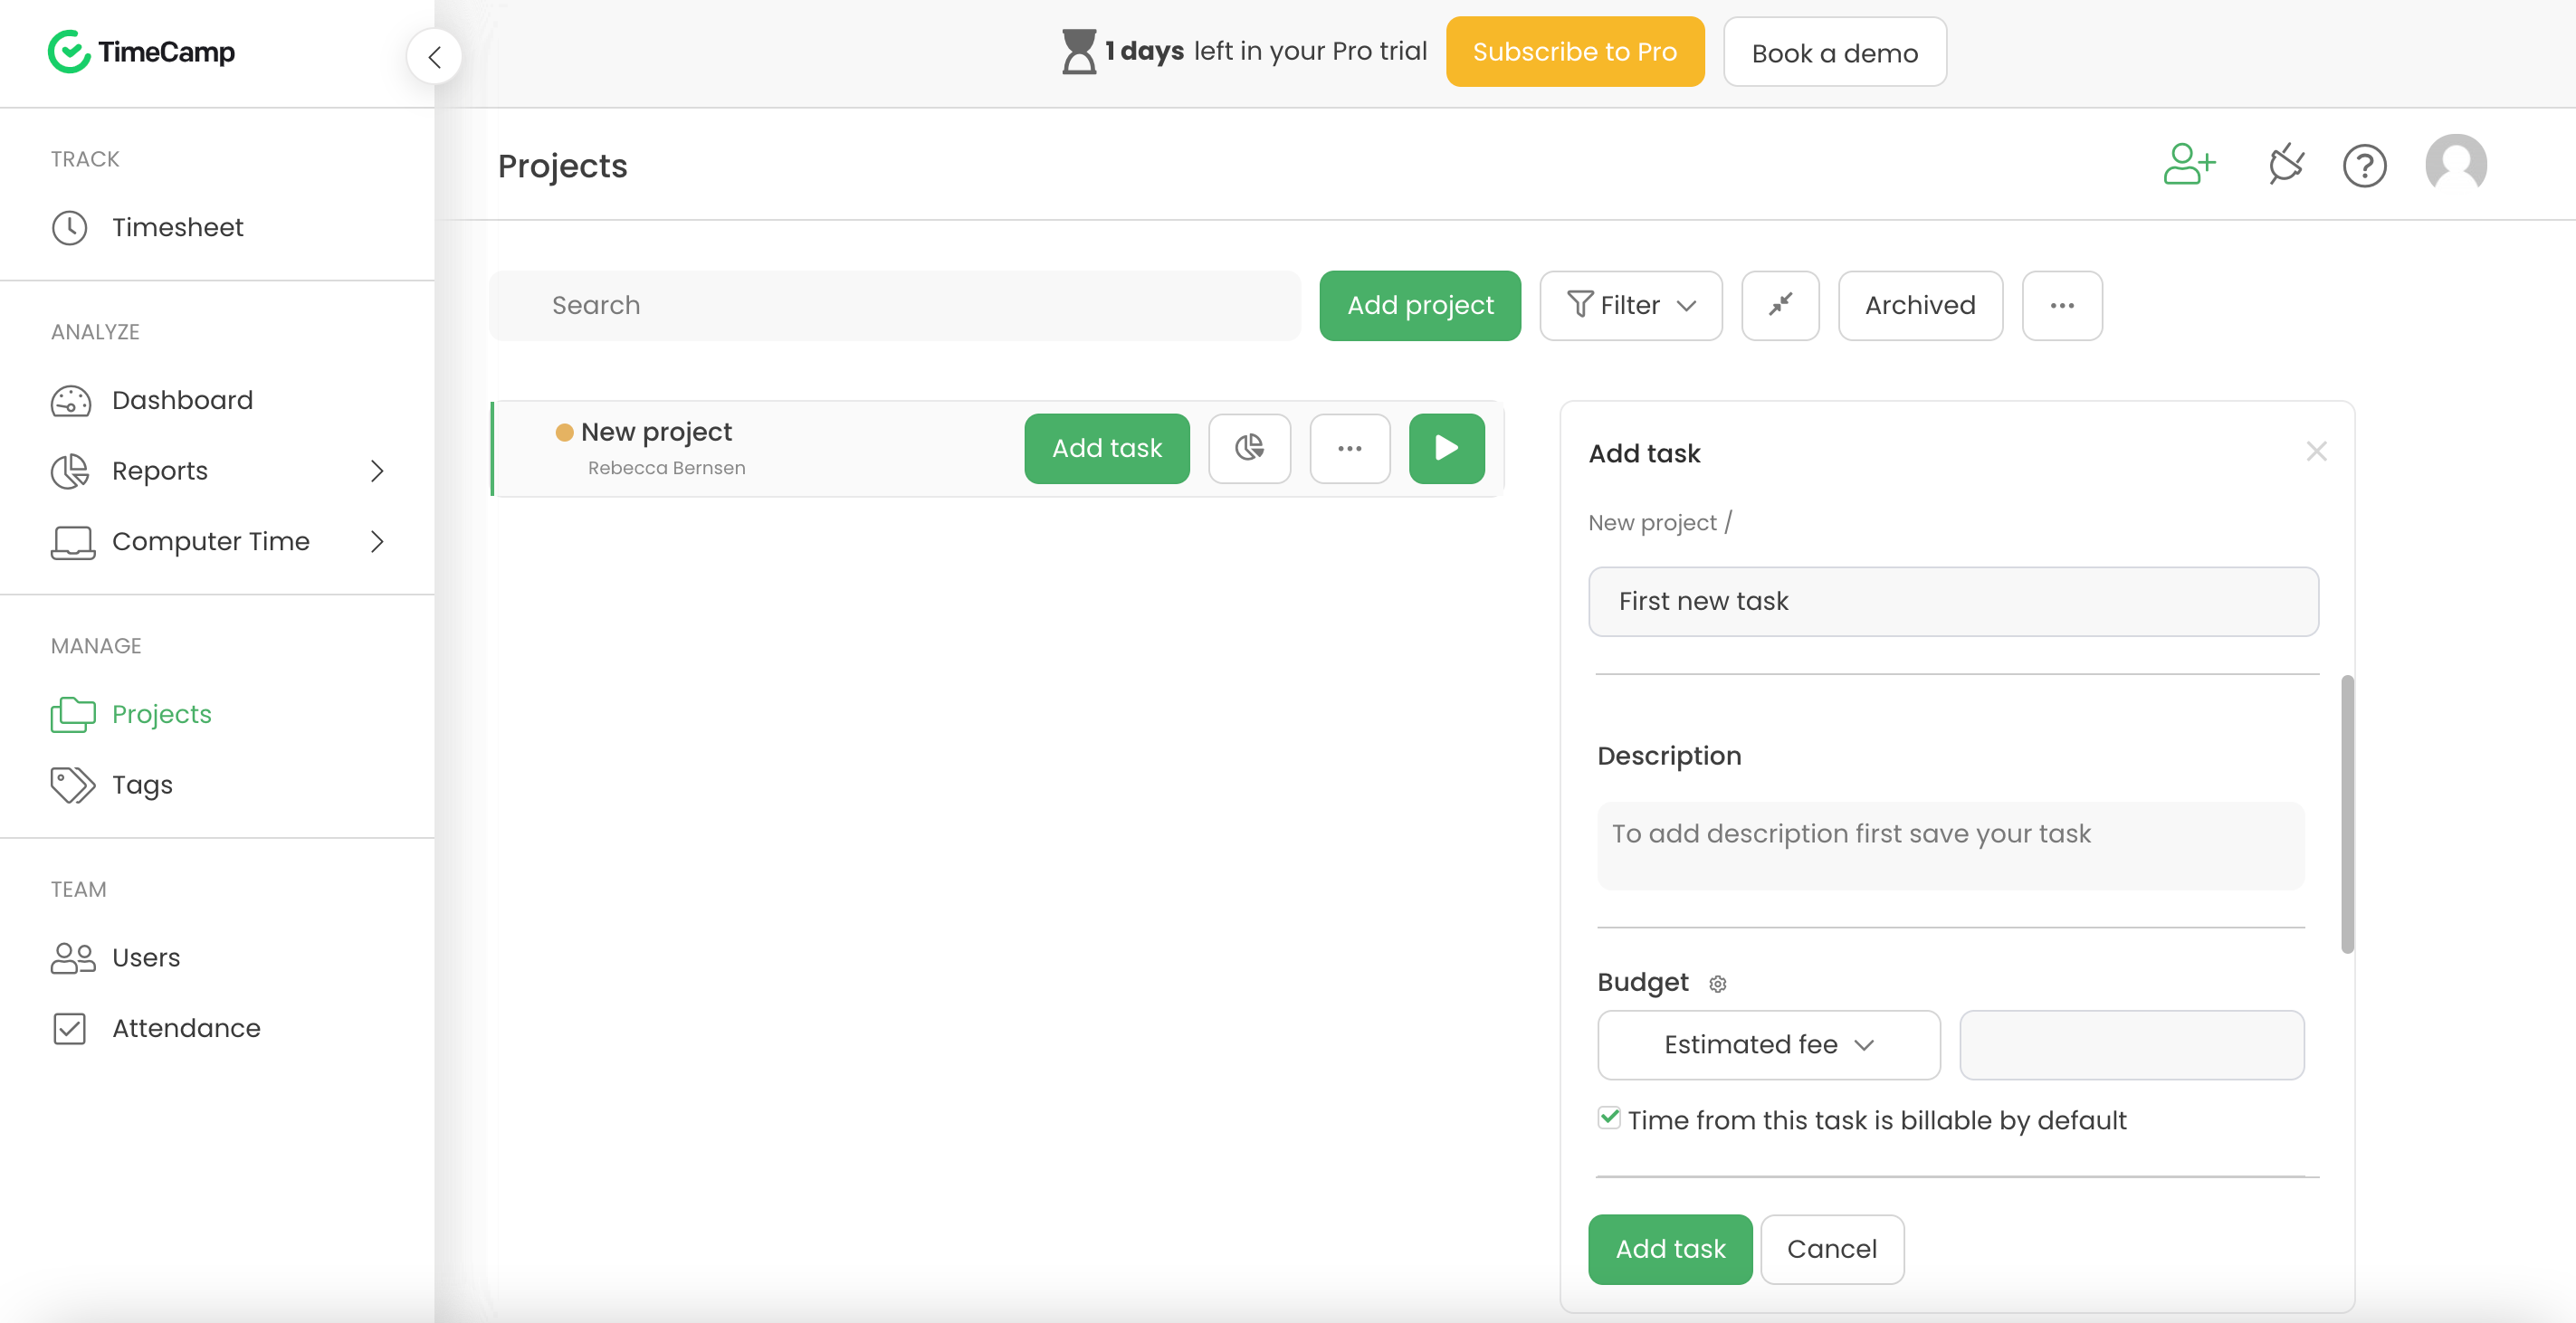 TimeCamp
1 days left in your Pro trial
Subscribe to Pro
Book a demo
TRACK
Timesheet
ANALYZE
Dashboard
Reports
Computer Time
MANAGE
Projects
Tags
TEAM
Users
Attendance
Projects
Search
Add project
Filter
Archived
New project
Rebecca Bernsen
Add task
Add task
New project /
First new task
Description
To add description first save your task
Budget
Estimated fee
Time from this task is billable by default
Add task
Cancel